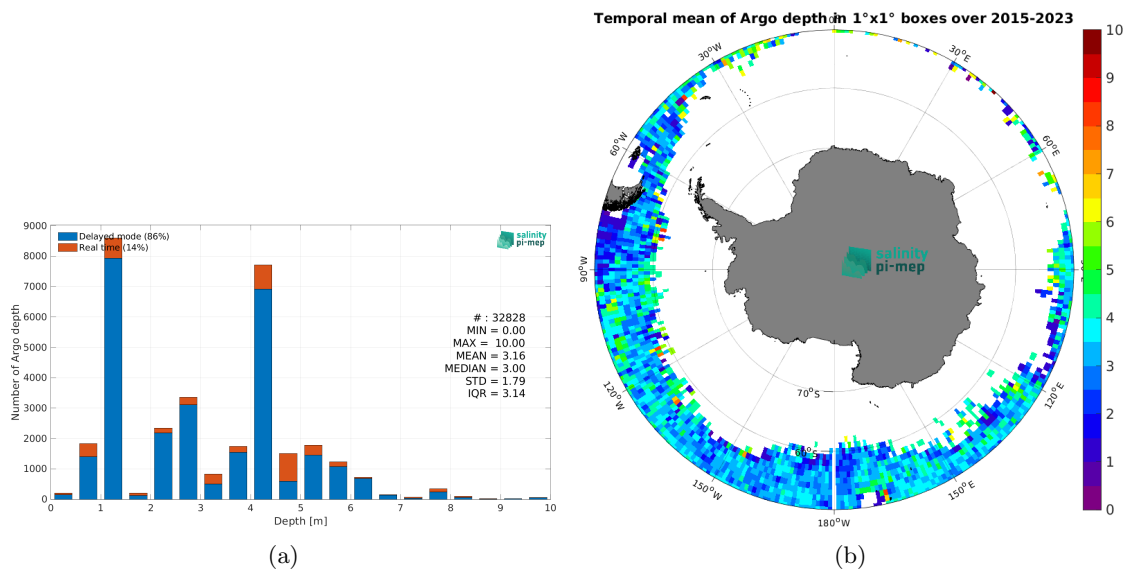 Delayed mode (86%)
Real time (14%)
salinity
pi-mep
# : 32828
MIN = 0.00
MAX = 10.00
MEAN = 3.16
MEDIAN = 3.00
STD = 1.79
IQR = 3.14
Number of Argo depth
9000
8000
7000
6000
5000
4000
3000
2000
1000
0
0 1 2 3 4 5 6 7 8 9 10
Depth [m]
(a)
Temporal mean of Argo depth in 1°x1° boxes over 2015-2023
30°W
30°E
60°W
60°E
90°W
120°W
120°E
150°W
150°E
180°W
70°S
60°S
salinity
pi-mep
10
9
8
7
6
5
4
3
2
1
0
(b)